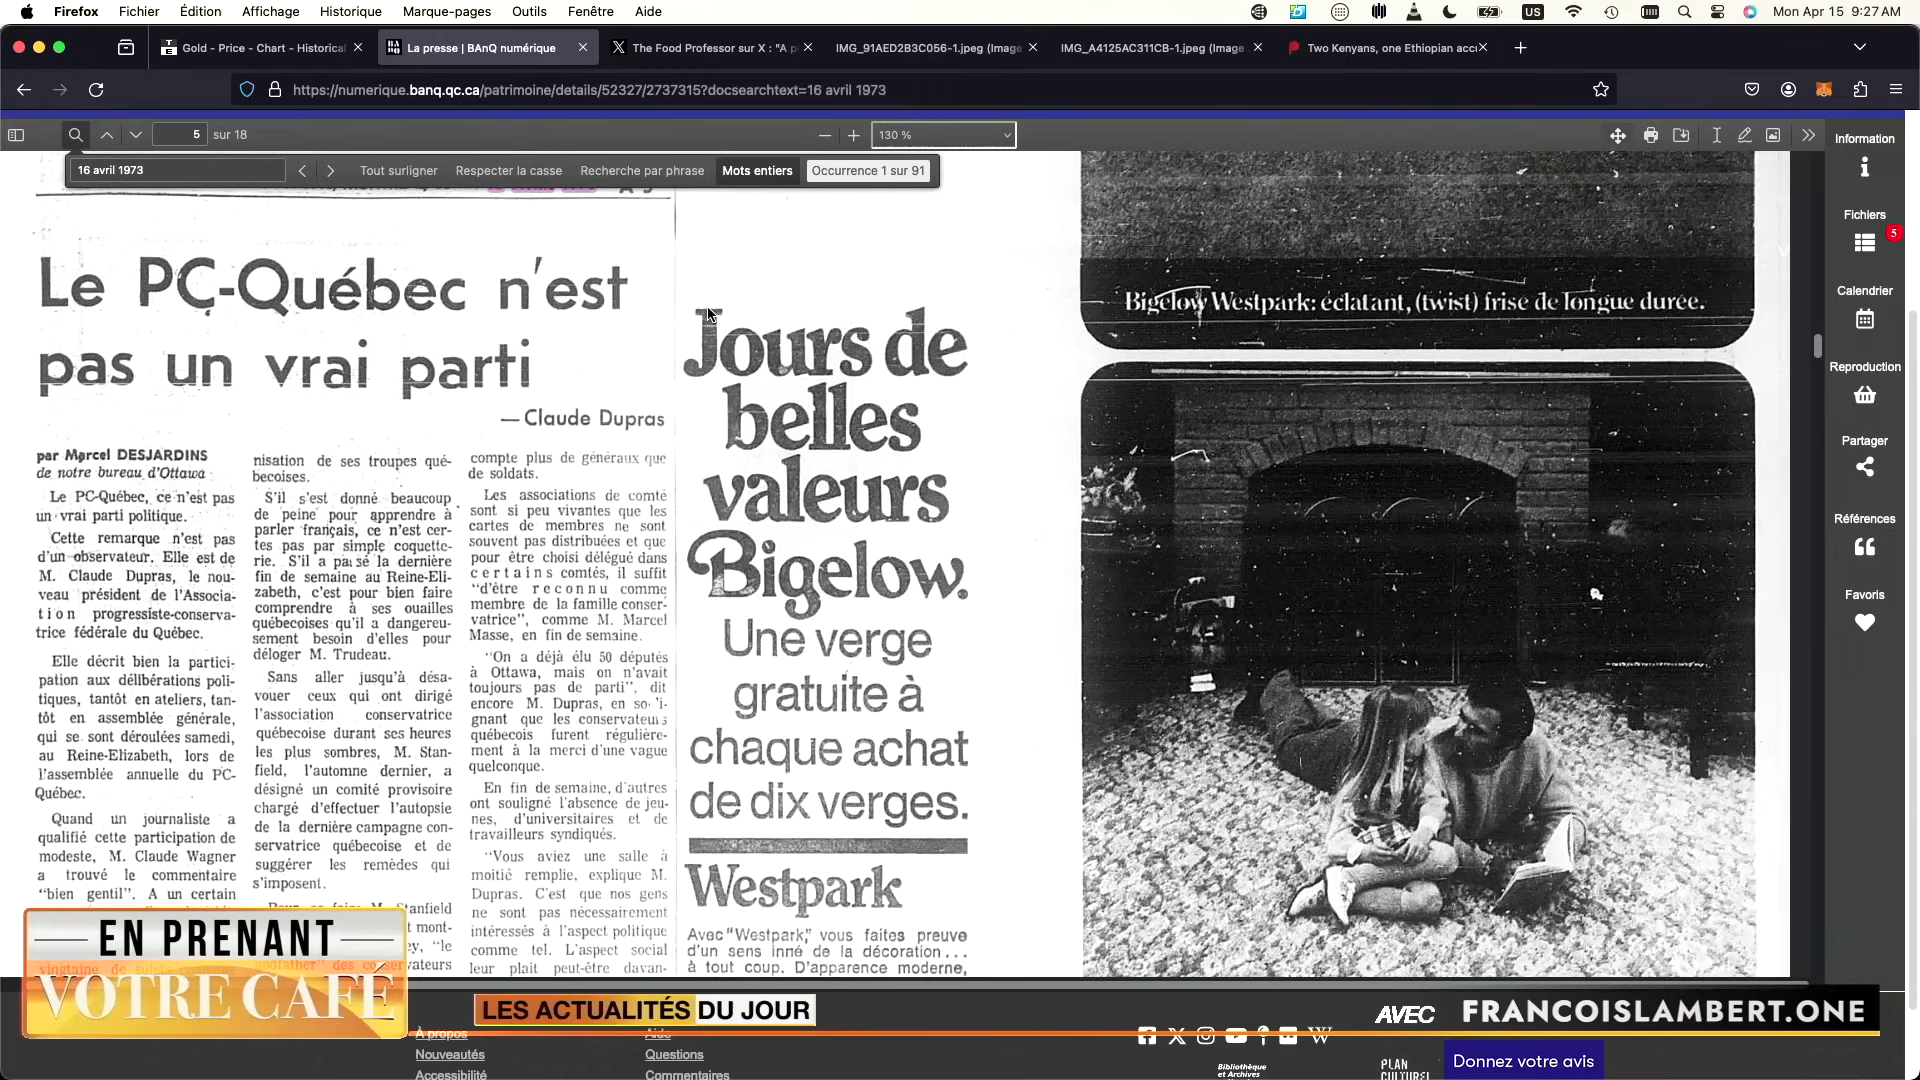 Firefox Fichier Édition Affichage Historique Marque-pages Outils Fenêtre Aide
US Mon Apr 15 9:27 AM
Gold - Price - Chart - Historical
La presse | BAnQ numérique
The Food Professor sur X : "A p
IMG_91AED2B3C056-1.jpeg (Image
IMG_A4125AC311CB-1.jpeg (Image
Two Kenyans, one Ethiopian accu
https://numerique.banq.qc.ca/patrimoine/details/52327/2737315?docsearchtext=16 avril 1973
5 sur 18
130 %
16 avril 1973
Tout surligner Respecter la casse Recherche par phrase Mots entiers Occurrence 1 sur 91
Information
Fichiers
5
Calendrier
Reproduction
Partager
Références
Favoris
Le PC-Québec n'est
pas un vrai parti
— Claude Dupras
par Marcel DESJARDINS
de notre bureau d'Ottawa
Le PC-Québec, ce n'est pas
un vrai parti politique.
Cette remarque n'est pas
d'un observateur. Elle est de
M. Claude Dupras, le nou-
veau président de l'Associa-
tion progressiste-conserva-
trice fédérale du Québec.
Elle décrit bien la partici-
pation aux délibérations poli-
tiques, tantôt en ateliers, tan-
tôt en assemblée générale,
qui se sont déroulées samedi,
au Reine-Elizabeth, lors de
l'assemblée annuelle du PC-
Québec.
Quand un journaliste a
qualifié cette participation de
modeste, M. Claude Wagner
a trouvé le commentaire
"bien gentil". A un certain
nisation de ses troupes qué-
becoises.
S'il s'est donné beaucoup
de peine pour apprendre à
parler français, ce n'est cer-
tes pas par simple coquette-
rie. S'il a passé la dernière
fin de semaine au Reine-Eli-
zabeth, c'est pour bien faire
comprendre à ses ouailles
québecoises qu'il a dangereu-
sement besoin d'elles pour
déloger M. Trudeau.
Sans aller jusqu'à désa-
vouer ceux qui ont dirigé
l'association conservatrice
québecoise durant ses heures
les plus sombres, M. Stan-
field, l'automne dernier, a
désigné un comité provisoire
chargé d'effectuer l'autopsie
de la dernière campagne con-
servatrice québecoise et de
suggérer les remèdes qui
s'imposent.
compte plus de généraux que
de soldats.
Les associations de comté
sont si peu vivantes que les
cartes de membres ne sont
souvent pas distribuées et que
pour être choisi délégué dans
certains comtés, il suffit
"d'être reconnu comme
membre de la famille conser-
vatrice", comme M. Marcel
Masse, en fin de semaine.
"On a déjà élu 50 députés
à Ottawa, mais on n'avait
toujours pas de parti", dit
encore M. Dupras, en
gnant que les conservateurs
québecois furent régulière-
ment à la merci d'une vague
quelconque.
En fin de semaine, d'autres
ont souligné l'absence de jeu-
nes, d'universitaires et de
travailleurs syndiqués.
"Vous aviez une salle à
moitié remplie, explique M.
Dupras. C'est que nos gens
ne sont pas nécessairement
intéressés à l'aspect politique
comme tel. L'aspect social
leur plait peut-être davan-
Jours de
belles
valeurs
Bigelow.
Une verge
gratuite à
chaque achat
de dix verges.
Westpark
Avec "Westpark," vous faites preuve
d'un sens inné de la décoration...
à tout coup. D'apparence moderne,
Bigelow Westpark: éclatant, (twist) frise de longue durée.
EN PRENANT
VOTRE CAFÉ
LES ACTUALITÉS DU JOUR
AVEC FRANCOISLAMBERT.ONE
À propos
Nouveautés
Accessibilité
Aide
Questions
Commentaires
Bibliothèque
et Archives
PLAN
CULTUREL
Donnez votre avis